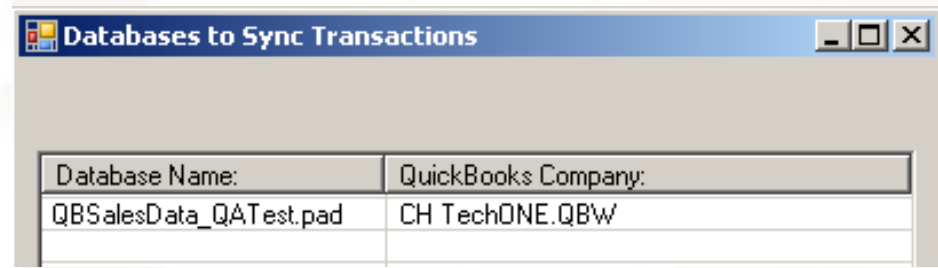 Databases to Sync Transactions
Database Name: QuickBooks Company:
QBSalesData_QATest.pad CH TechONE.QBW